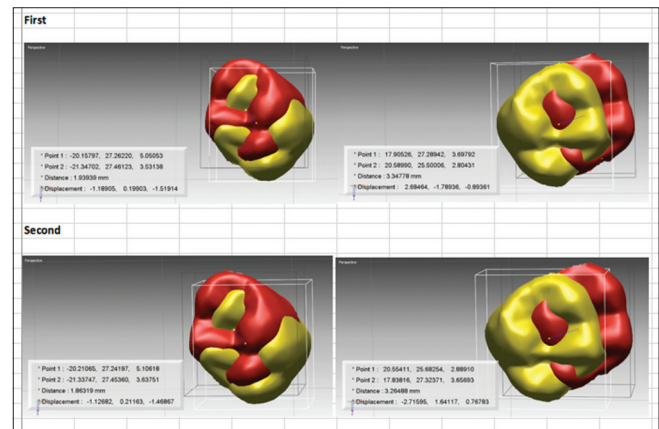 First
Perspective
Perspective
* Point 1 : -20.15797, 27.26220, 5.05053
* Point 2 : -21.34702, 27.46123, 3.53138
* Distance : 1.93939 mm
* Displacement : -1.18905, 0.19903, -1.51914
* Point 1 : 17.90526, 27.28942, 3.69792
* Point 2 : 20.58990, 25.50006, 2.80431
* Distance : 3.34778 mm
* Displacement : 2.68464, -1.78936, -0.89361
Second
Perspective
Perspective
* Point 1 : -20.21065, 27.24197, 5.10618
* Point 2 : -21.33747, 27.45360, 3.63751
* Distance : 1.86319 mm
* Displacement : -1.12682, 0.21163, -1.46867
* Point 1 : 20.55411, 25.68254, 2.88910
* Point 2 : 17.83816, 27.32371, 3.65693
* Distance : 3.26488 mm
* Displacement : -2.71595, 1.64117, 0.76783